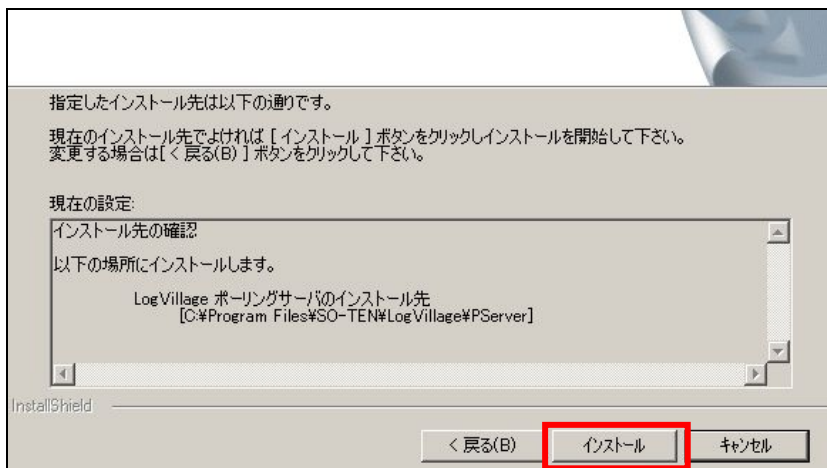 指定したインストール先は以下の通りです。
現在のインストール先でよければ [ インストール ] ボタンをクリックしインストールを開始して下さい。
変更する場合は[ < 戻る(B) ] ボタンをクリックして下さい。
現在の設定:
インストール先の確認
以下の場所にインストールします。
LogVillage ポーリングサーバのインストール先
[C:¥Program Files¥SO-TEN¥LogVillage¥PServer]
InstallShield
< 戻る(B)
インストール
キャンセル